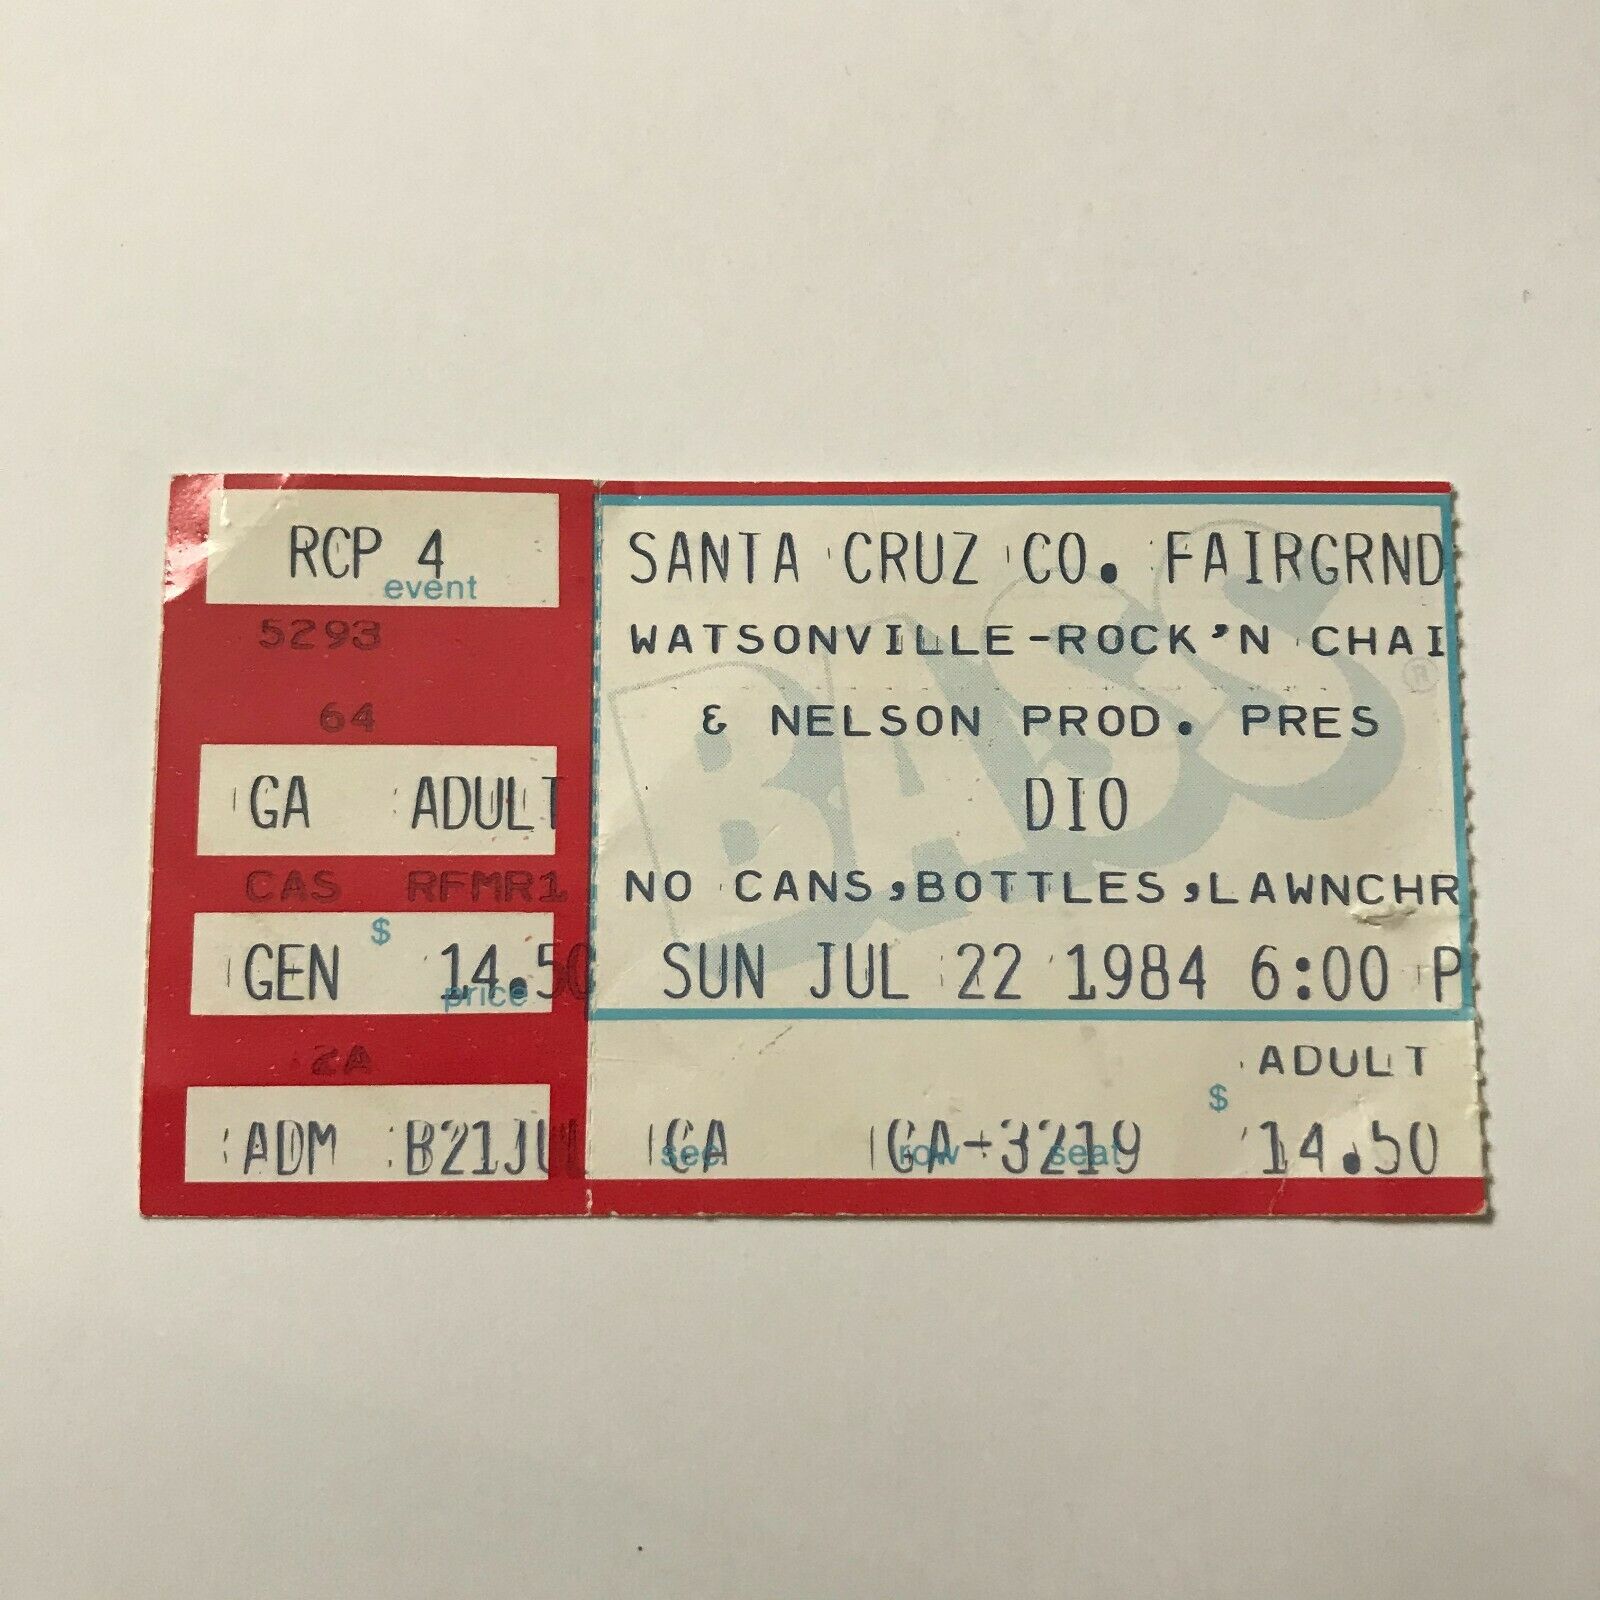 RCP 4
event
5293
64
GA ADULT
CAS RFMR1
$
GEN 14.50
price
ZA
ADM B21JUL
SANTA CRUZ CO. FAIRGRND
WATSONVILLE-ROCK'N CHAI
& NELSON PROD. PRES
DIO
NO CANS,BOTTLES,LAWNCHR
SUN JUL 22 1984 6:00 P
BASS®
ADULT
$
GA GA-3219 14.50
sec row seat